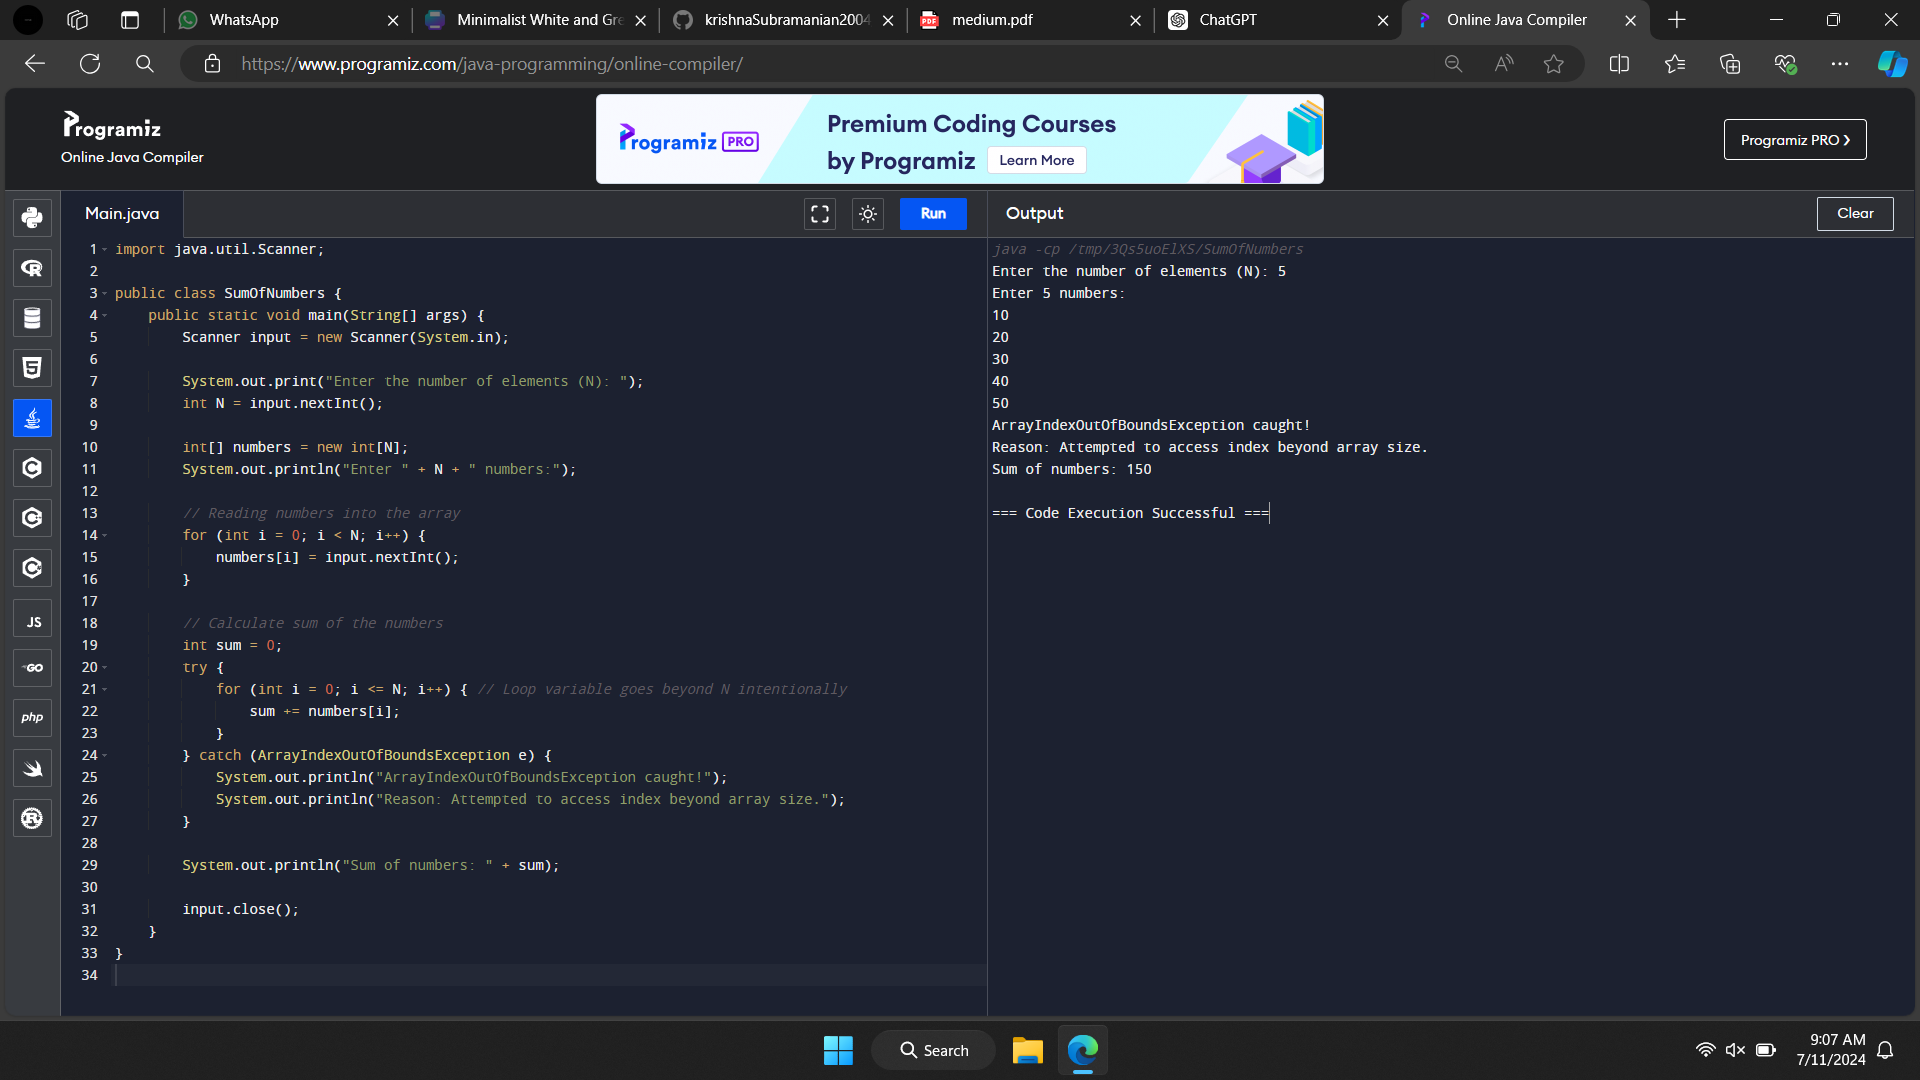 WhatsApp
Minimalist White and Gre
krishnaSubramanian2004
medium.pdf
ChatGPT
Online Java Compiler
https://www.programiz.com/java-programming/online-compiler/
Programiz
Online Java Compiler
Programiz PRO
Premium Coding Courses
by Programiz
Learn More
Programiz PRO ❯
Main.java
Run
Output
Clear
1 import java.util.Scanner;
2
3 public class SumOfNumbers {
4     public static void main(String[] args) {
5         Scanner input = new Scanner(System.in);
6
7         System.out.print("Enter the number of elements (N): ");
8         int N = input.nextInt();
9
10         int[] numbers = new int[N];
11         System.out.println("Enter " + N + " numbers:");
12
13         // Reading numbers into the array
14         for (int i = 0; i < N; i++) {
15             numbers[i] = input.nextInt();
16         }
17
18         // Calculate sum of the numbers
19         int sum = 0;
20         try {
21             for (int i = 0; i <= N; i++) { // Loop variable goes beyond N intentionally
22                 sum += numbers[i];
23             }
24         } catch (ArrayIndexOutOfBoundsException e) {
25             System.out.println("ArrayIndexOutOfBoundsException caught!");
26             System.out.println("Reason: Attempted to access index beyond array size.");
27         }
28
29         System.out.println("Sum of numbers: " + sum);
30
31         input.close();
32     }
33 }
34
java -cp /tmp/3Qs5uoElXS/SumOfNumbers
Enter the number of elements (N): 5
Enter 5 numbers:
10
20
30
40
50
ArrayIndexOutOfBoundsException caught!
Reason: Attempted to access index beyond array size.
Sum of numbers: 150
=== Code Execution Successful ===
JS
GO
php
Search
9:07 AM
7/11/2024